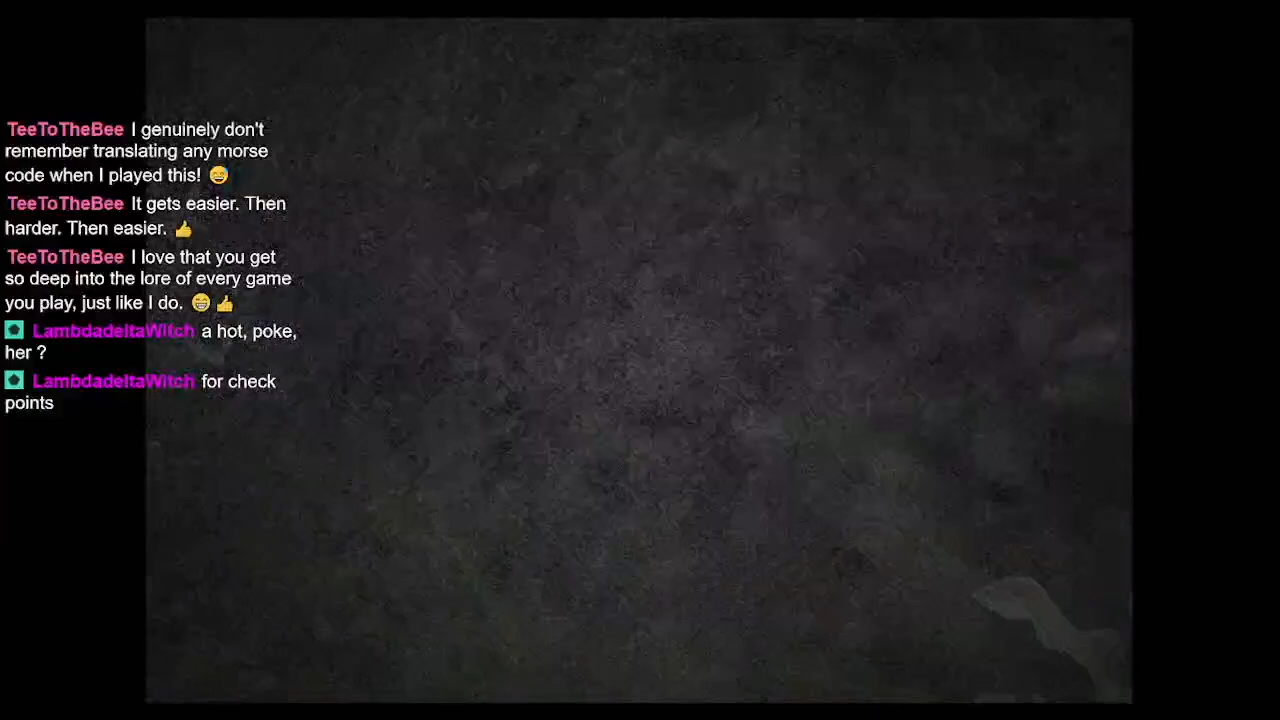 TeeToTheBee I genuinely don't
remember translating any morse
code when I played this! 😅
TeeToTheBee It gets easier. Then
harder. Then easier. 👍
TeeToTheBee I love that you get
so deep into the lore of every game
you play, just like I do. 😁👍
LambdadeltaWitch a hot, poke,
her ?
LambdadeltaWitch for check
points